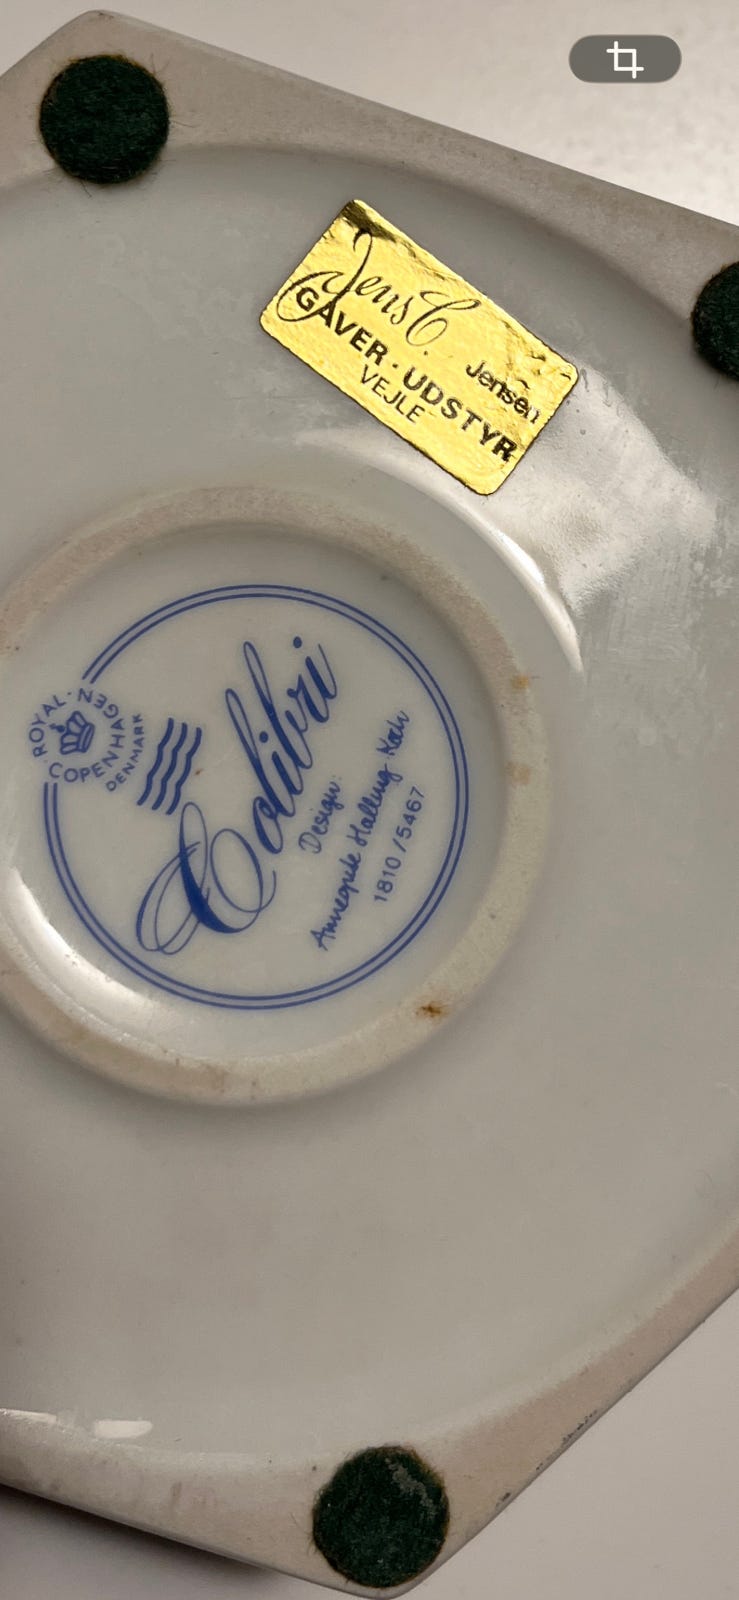 Jens C. Jensen
GAVER · UDSTYR
VEJLE
ROYAL · COPENHAGEN
DENMARK
Colibri
Design:
Annegrete Halling-Koch
1810 / 5467